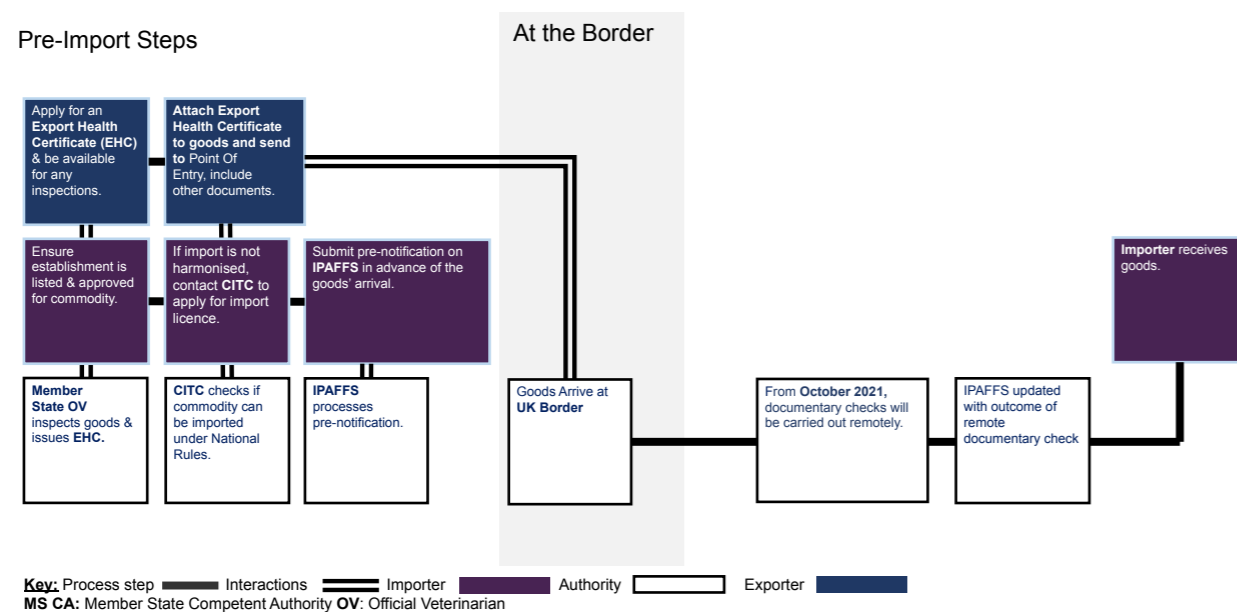 Pre-Import Steps
At the Border
Apply for an
Export Health
Certificate (EHC)
& be available
for any
inspections.
Attach Export
Health Certificate
to goods and send
to Point Of
Entry, include
other documents.
Ensure
establishment is
listed & approved
for commodity.
If import is not
harmonised,
contact CITC to
apply for import
licence.
Submit pre-notification on
IPAFFS in advance of the
goods' arrival.
Importer receives
goods.
Member
State OV
inspects goods &
issues EHC.
CITC checks if
commodity can
be imported
under National
Rules.
IPAFFS
processes
pre-notification.
Goods Arrive at
UK Border
From October 2021,
documentary checks will
be carried out remotely.
IPAFFS updated
with outcome of
remote
documentary check
Key: Process step Interactions Importer Authority Exporter
MS CA: Member State Competent Authority OV: Official Veterinarian